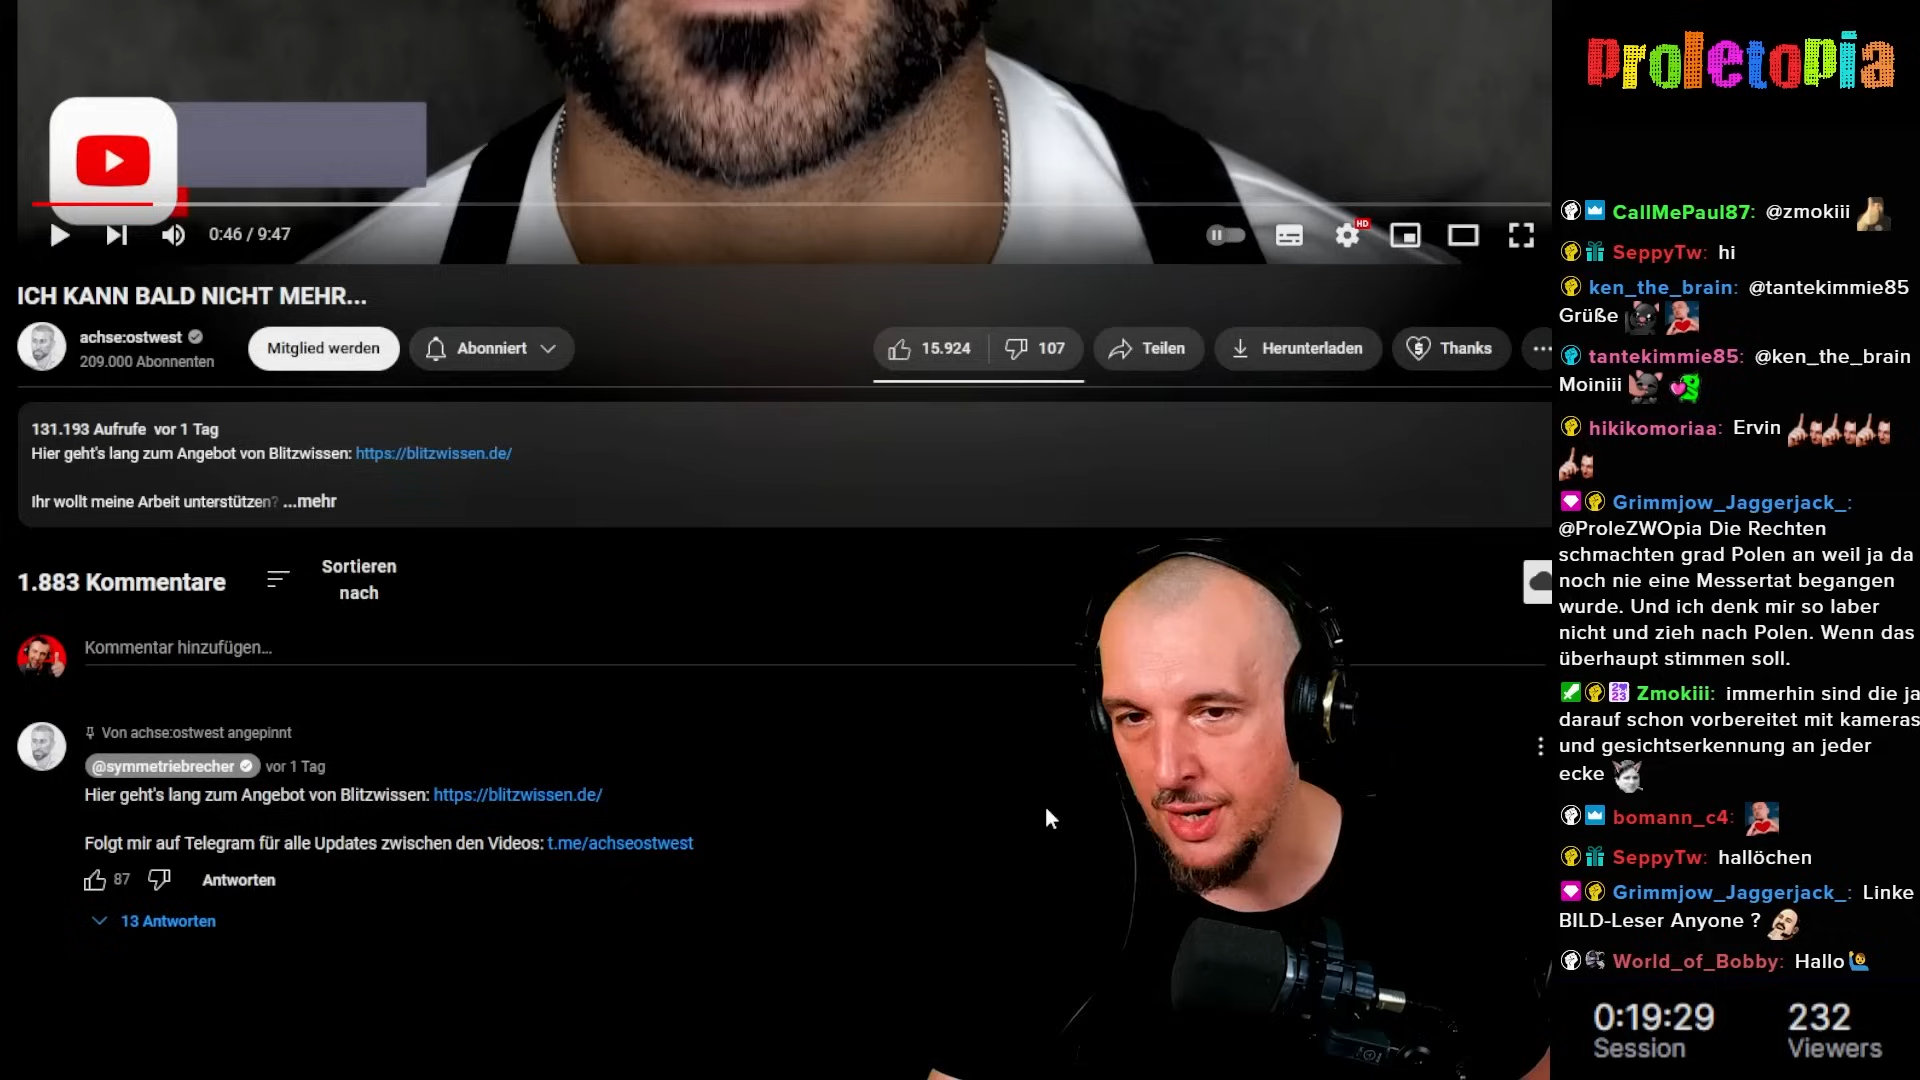 Proletopia
0:46 / 9:47
HD
ICH KANN BALD NICHT MEHR...
achse:ostwest
209.000 Abonnenten
Mitglied werden
Abonniert
15.924
107
Teilen
Herunterladen
Thanks
131.193 Aufrufe vor 1 Tag
Hier geht's lang zum Angebot von Blitzwissen: https://blitzwissen.de/
Ihr wollt meine Arbeit unterstützen? ...mehr
1.883 Kommentare
Sortieren
nach
Kommentar hinzufügen...
Von achse:ostwest angepinnt
@symmetriebrecher vor 1 Tag
Hier geht's lang zum Angebot von Blitzwissen: https://blitzwissen.de/
Folgt mir auf Telegram für alle Updates zwischen den Videos: t.me/achseostwest
87
Antworten
13 Antworten
CallMePaul87: @zmokiii
SeppyTw: hi
ken_the_brain: @tantekimmie85
Grüße
tantekimmie85: @ken_the_brain
Moiniii
hikikomoriaa: Ervin
Grimmjow_Jaggerjack_:
@ProleZWOpia Die Rechten
schmachten grad Polen an weil ja da
noch nie eine Messertat begangen
wurde. Und ich denk mir so laber
nicht und zieh nach Polen. Wenn das
überhaupt stimmen soll.
Zmokiii: immerhin sind die ja
darauf schon vorbereitet mit kameras
und gesichtserkennung an jeder
ecke
bomann_c4:
SeppyTw: hallöchen
Grimmjow_Jaggerjack_: Linke
BILD-Leser Anyone ?
World_of_Bobby: Hallo
0:19:29
Session
232
Viewers